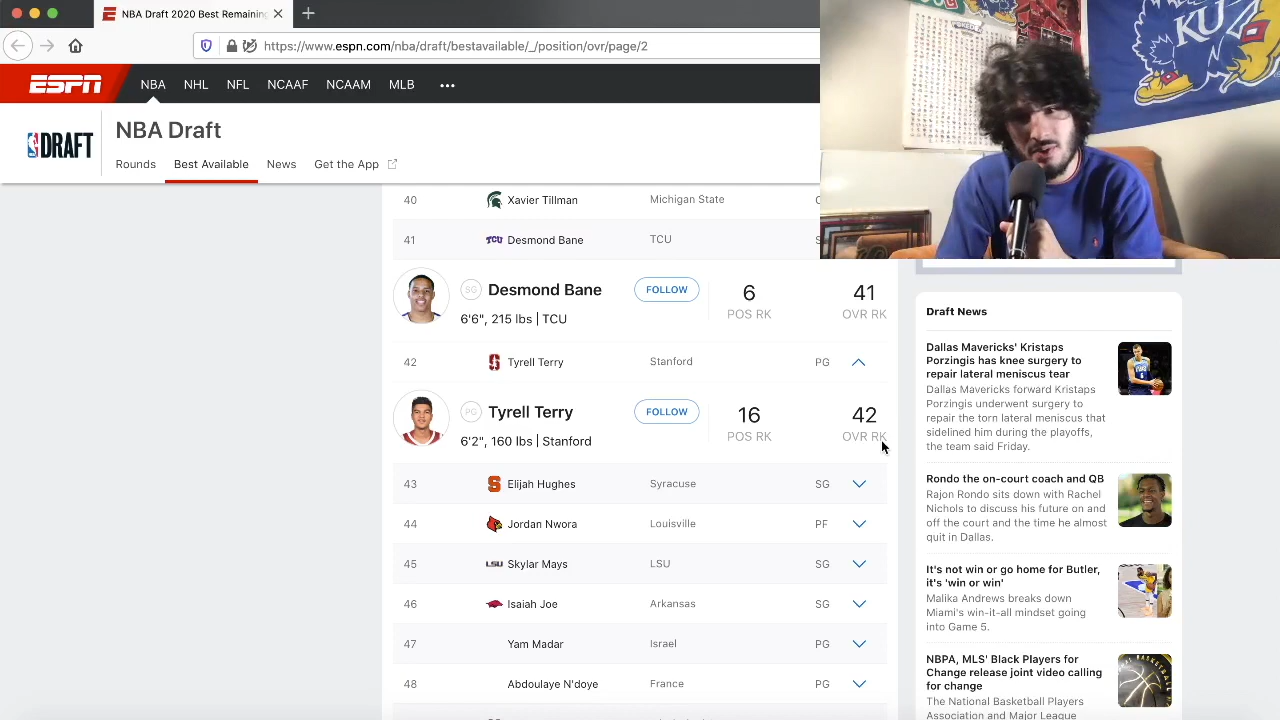 NBA Draft 2020 Best Remaining
https://www.espn.com/nba/draft/bestavailable/_/position/ovr/page/2
ESPN
NBA NHL NFL NCAAF NCAAM MLB
DRAFT
NBA Draft
Rounds Best Available News Get the App
KU
40 Xavier Tillman Michigan State
41 TCU Desmond Bane TCU
SG Desmond Bane FOLLOW 6 41
6'6", 215 lbs | TCU POS RK OVR RK
42 Tyrell Terry Stanford PG
PG Tyrell Terry FOLLOW 16 42
6'2", 160 lbs | Stanford POS RK OVR RK
43 Elijah Hughes Syracuse SG
44 Jordan Nwora Louisville PF
45 LSU Skylar Mays LSU SG
46 Isaiah Joe Arkansas SG
47 Yam Madar Israel PG
48 Abdoulaye N'doye France PG
Draft News
Dallas Mavericks' Kristaps
Porzingis has knee surgery to
repair lateral meniscus tear
Dallas Mavericks forward Kristaps
Porzingis underwent surgery to
repair the torn lateral meniscus that
sidelined him during the playoffs,
the team said Friday.
Rondo the on-court coach and QB
Rajon Rondo sits down with Rachel
Nichols to discuss his future on and
off the court and the time he almost
quit in Dallas.
It's not win or go home for Butler,
it's 'win or win'
Malika Andrews breaks down
Miami's win-it-all mindset going
into Game 5.
NBPA, MLS' Black Players for
Change release joint video calling
for change
The National Basketball Players
Association and Major League